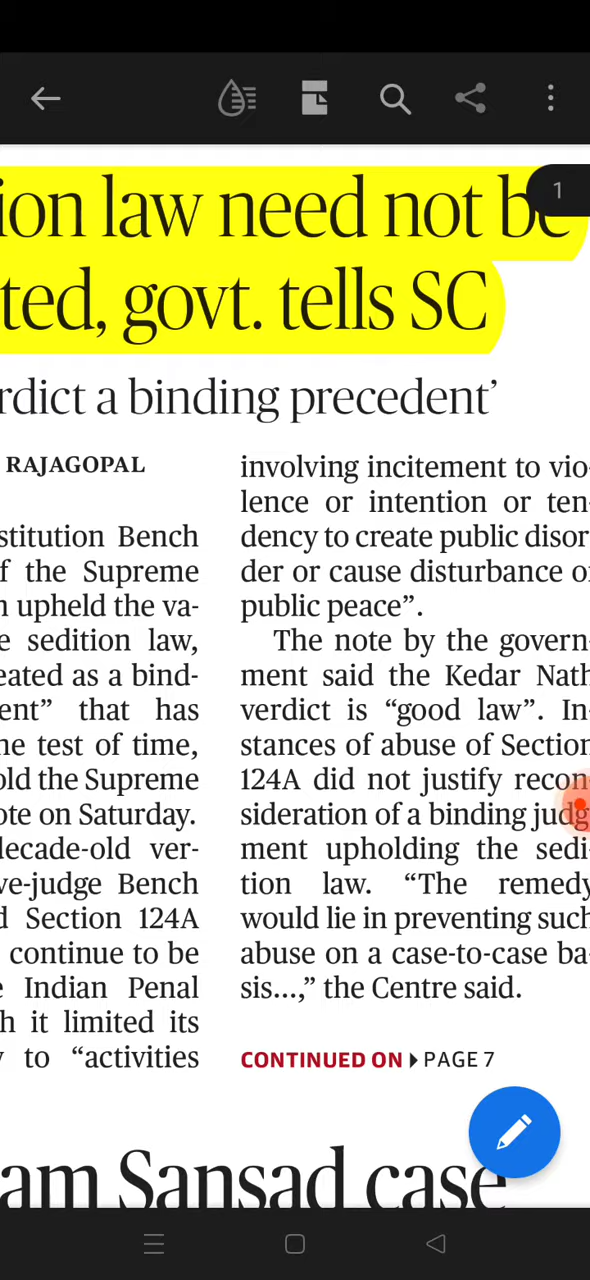 1
ion law need not be
ted, govt. tells SC
rdict a binding precedent’
RAJAGOPAL
stitution Bench
f the Supreme
n upheld the va-
e sedition law,
eated as a bind-
ent” that has
he test of time,
old the Supreme
ote on Saturday.
decade-old ver-
ve-judge Bench
d Section 124A
continue to be
e Indian Penal
h it limited its
y to “activities
involving incitement to vio-
lence or intention or ten-
dency to create public disor
der or cause disturbance of
public peace”.
The note by the govern-
ment said the Kedar Nath
verdict is “good law”. In-
stances of abuse of Section
124A did not justify recon-
sideration of a binding judg
ment upholding the sedi-
tion law. “The remedy
would lie in preventing such
abuse on a case-to-case ba-
sis...,” the Centre said.
CONTINUED ON PAGE 7
am Sansad case